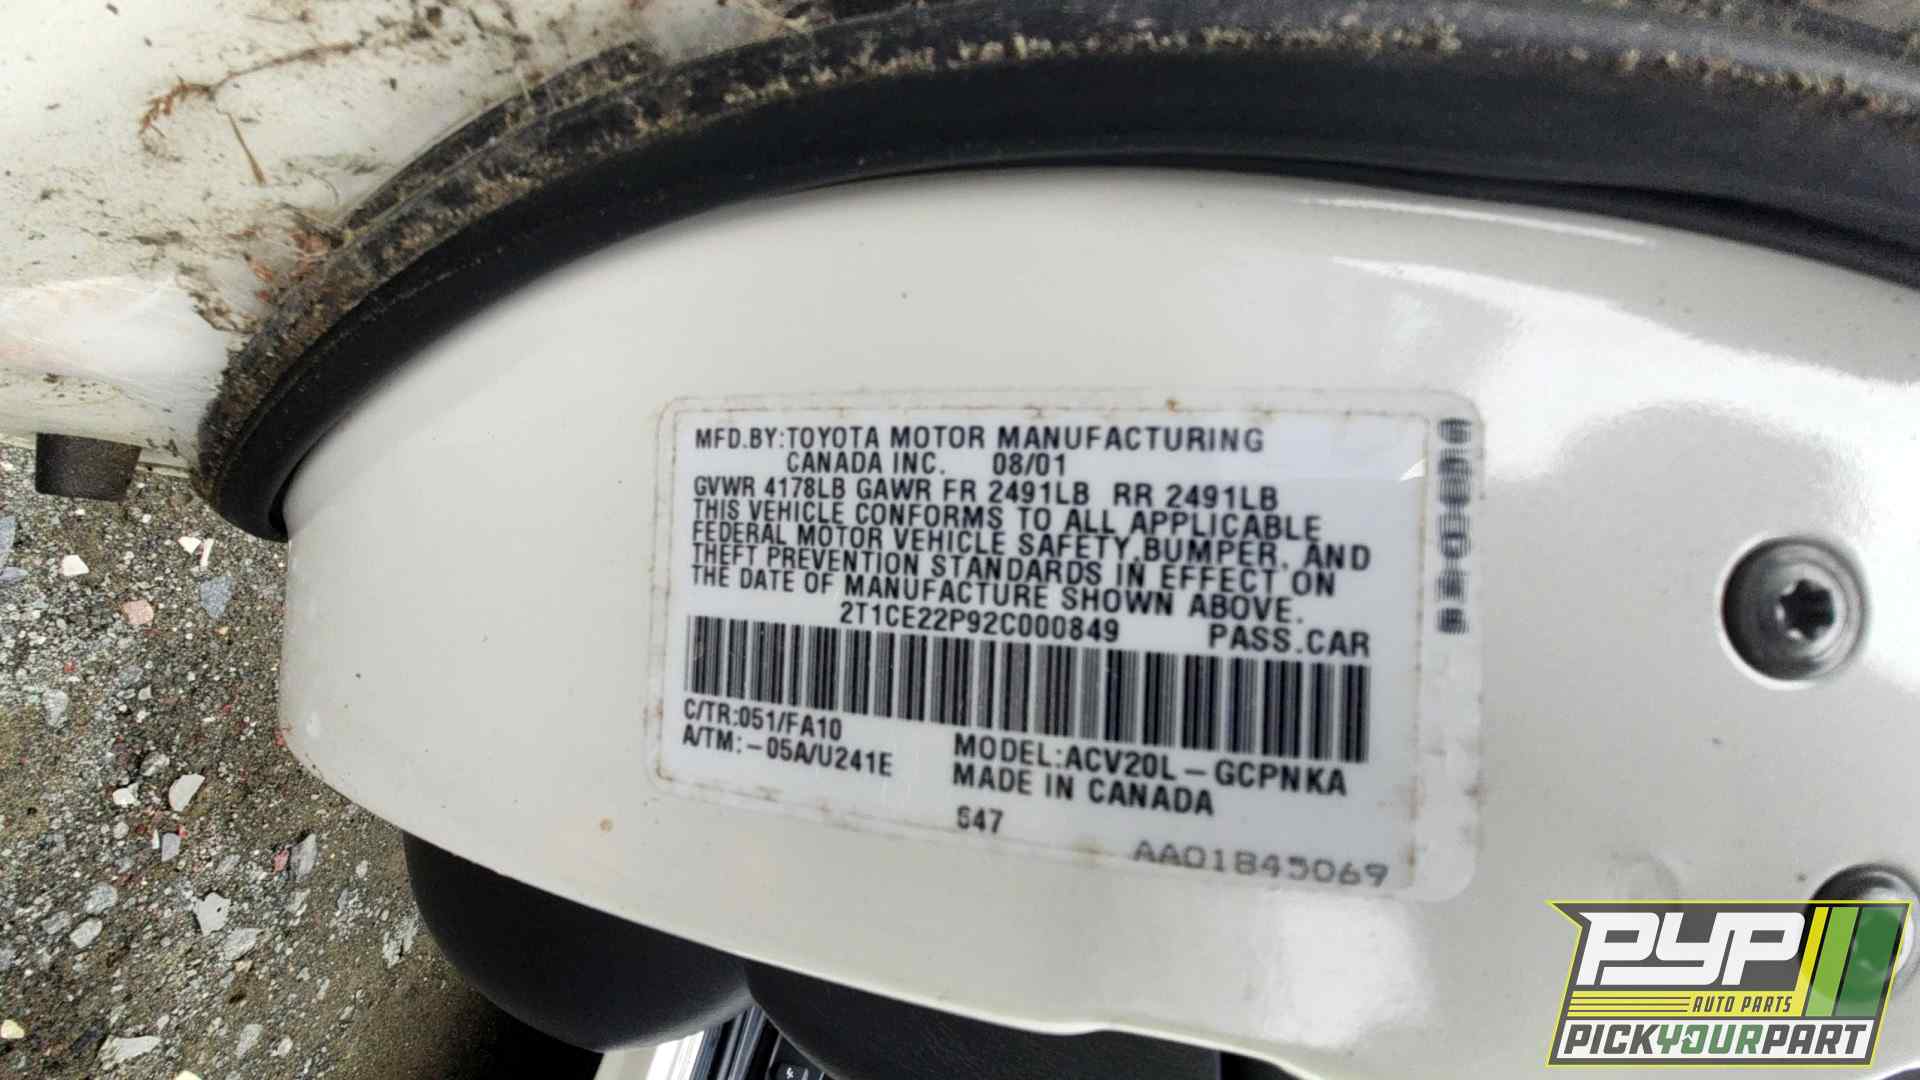 MFD.BY:TOYOTA MOTOR MANUFACTURING
CANADA INC. 08/01
GVWR 4178LB GAWR FR 2491LB RR 2491LB
THIS VEHICLE CONFORMS TO ALL APPLICABLE
FEDERAL MOTOR VEHICLE SAFETY,BUMPER, AND
THEFT PREVENTION STANDARDS IN EFFECT ON
THE DATE OF MANUFACTURE SHOWN ABOVE.
2T1CE22P92C000849 PASS.CAR
C/TR:051/FA10
A/TM:-05A/U241E
MODEL:ACV20L-GCPNKA
MADE IN CANADA
S47
AA01845069
PYP
AUTO PARTS
PICKYOURPART